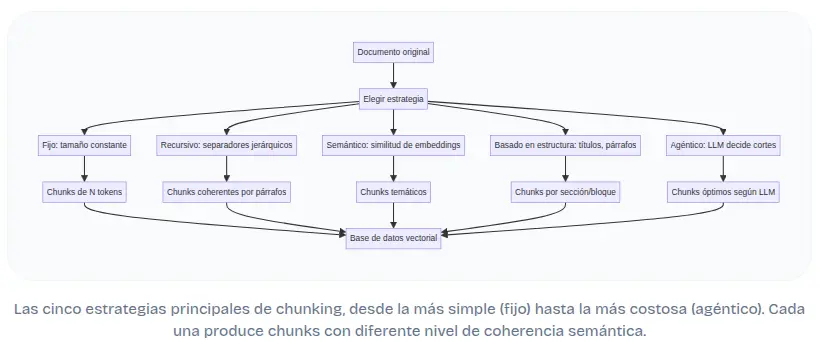 Documento original
Elegir estrategia
Fijo: tamaño constante
Recursivo: separadores jerárquicos
Semántico: similitud de embeddings
Basado en estructura: títulos, párrafos
Agéntico: LLM decide cortes
Chunks de N tokens
Chunks coherentes por párrafos
Chunks temáticos
Chunks por sección/bloque
Chunks óptimos según LLM
Base de datos vectorial
Las cinco estrategias principales de chunking, desde la más simple (fijo) hasta la más costosa (agéntico). Cada
una produce chunks con diferente nivel de coherencia semántica.